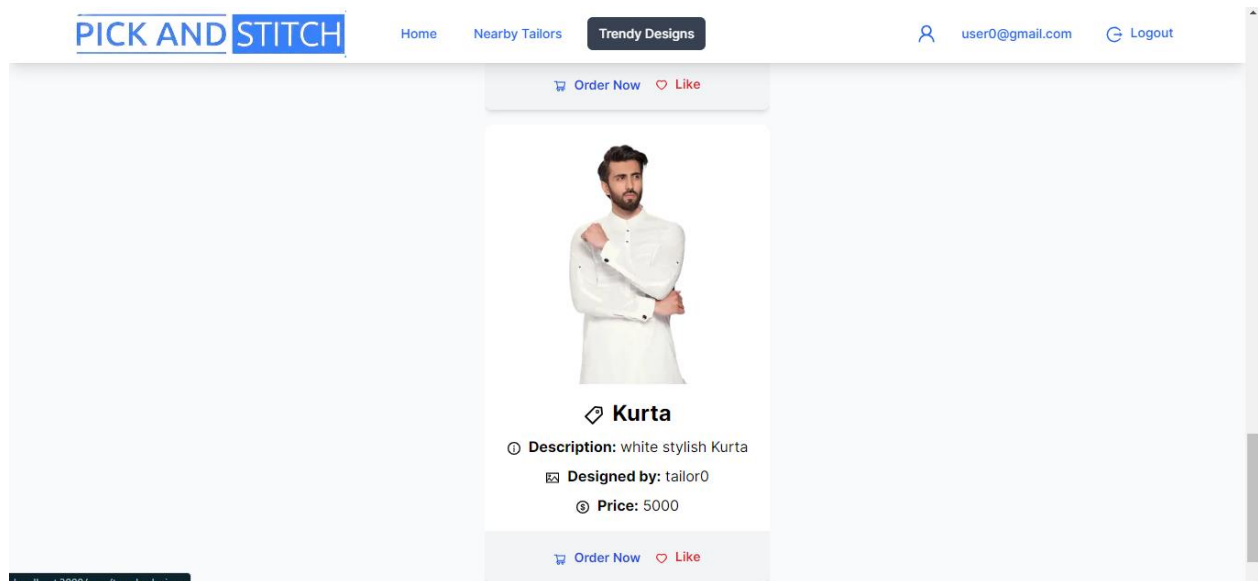 PICK AND STITCH Home Nearby Tailors Trendy Designs user0@gmail.com Logout
Order Now Like
Kurta
Description: white stylish Kurta
Designed by: tailor0
Price: 5000
Order Now Like